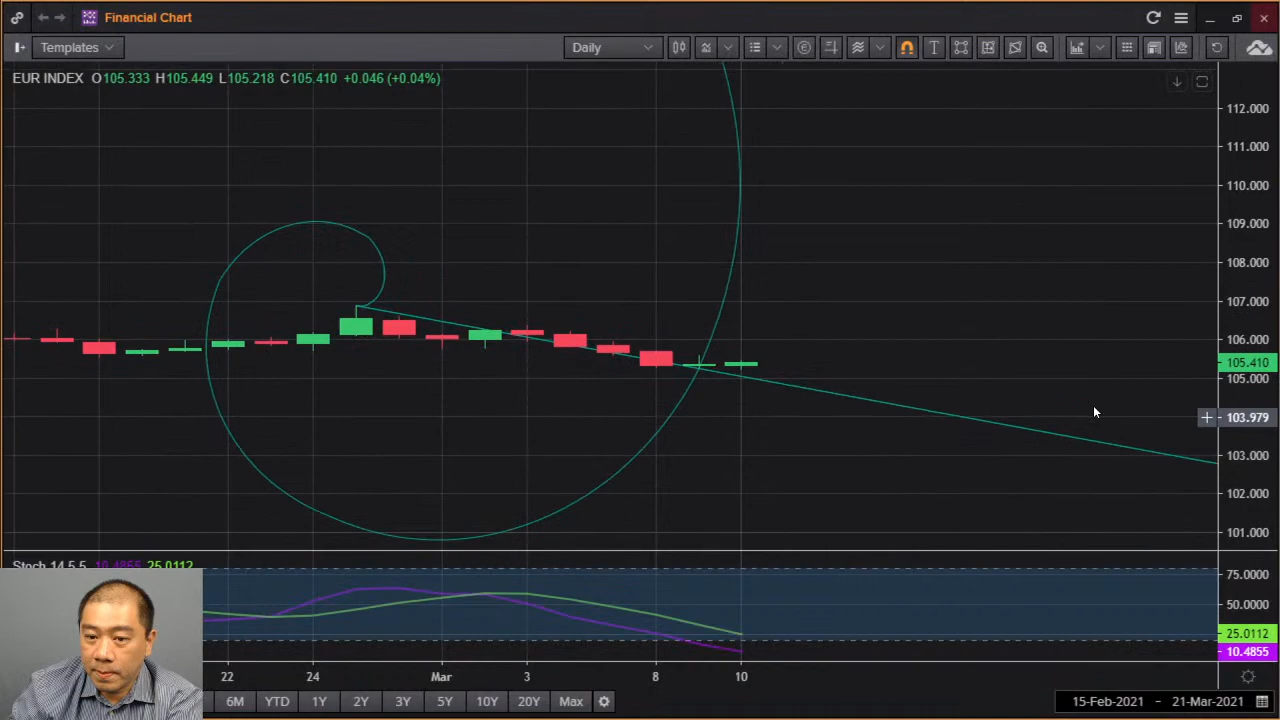 Financial Chart
Templates
Daily
EUR INDEX O105.333 H105.449 L105.218 C105.410 +0.046 (+0.04%)
112.000
111.000
110.000
109.000
108.000
107.000
106.000
105.410
105.000
103.979
103.000
102.000
101.000
Stoch 14,5,5 10.4855 25.0112
75.0000
50.0000
25.0112
10.4855
22 24 Mar 3 8 10
6M YTD 1Y 2Y 3Y 5Y 10Y 20Y Max 15-Feb-2021 - 21-Mar-2021